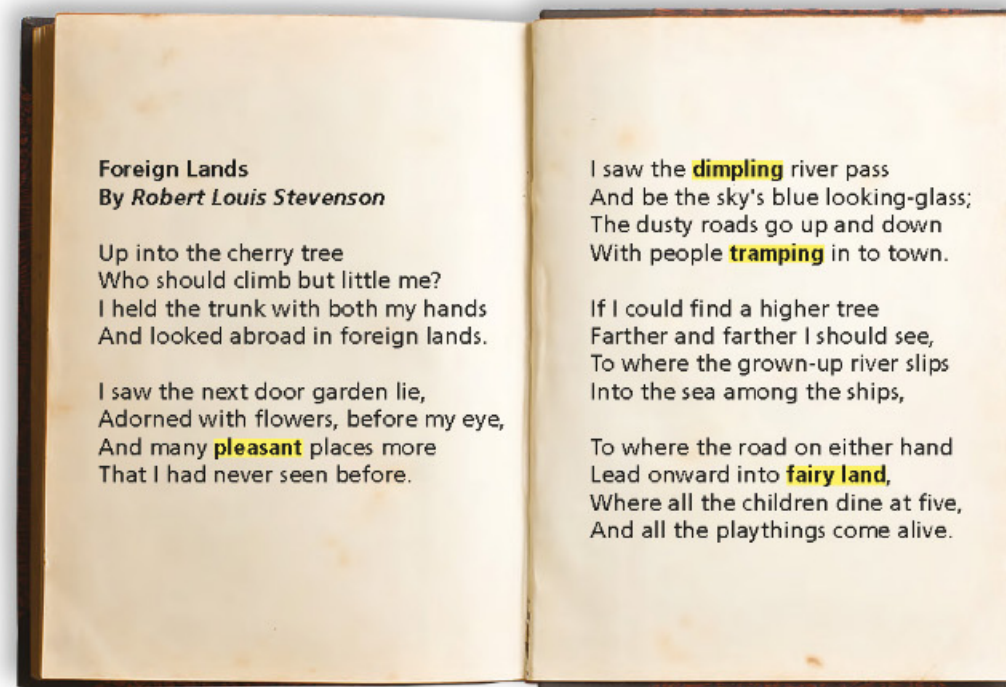 Foreign Lands
By Robert Louis Stevenson
Up into the cherry tree
Who should climb but little me?
I held the trunk with both my hands
And looked abroad in foreign lands.
I saw the next door garden lie,
Adorned with flowers, before my eye,
And many pleasant places more
That I had never seen before.
I saw the dimpling river pass
And be the sky's blue looking-glass;
The dusty roads go up and down
With people tramping in to town.
If I could find a higher tree
Farther and farther I should see,
To where the grown-up river slips
Into the sea among the ships,
To where the road on either hand
Lead onward into fairy land,
Where all the children dine at five,
And all the playthings come alive.